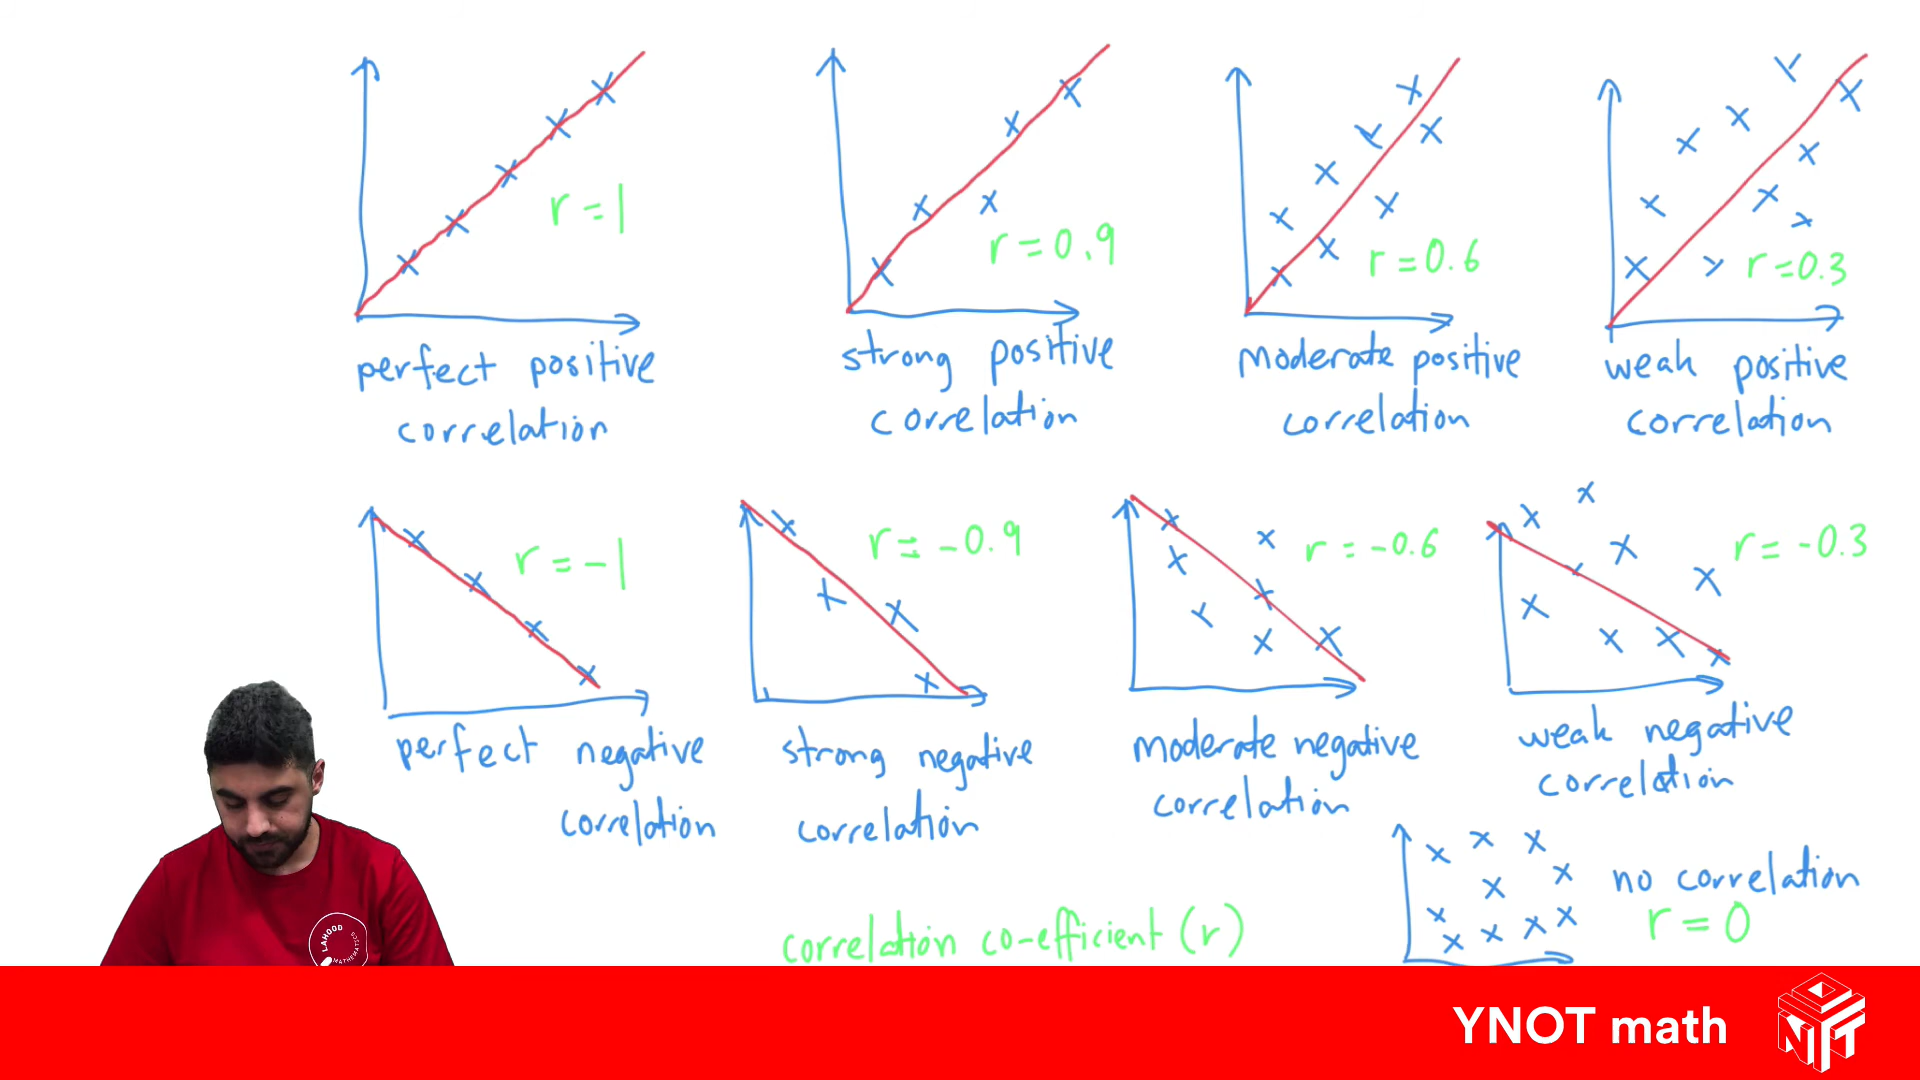 r = 1
perfect positive
correlation
r = 0.9
strong positive
correlation
r = 0.6
moderate positive
correlation
r = 0.3
weak positive
correlation
r = -1
perfect negative
correlation
r = -0.9
strong negative
correlation
r = -0.6
moderate negative
correlation
r = -0.3
weak negative
correlation
no correlation
r = 0
correlation co-efficient (r)
LAHOOD
MATHEMATICS
YNOT math